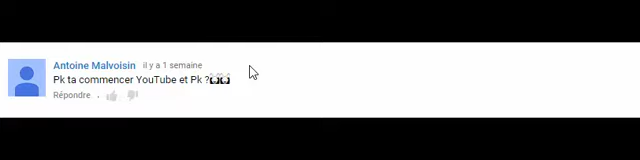 Antoine Malvoisin il y a 1 semaine
Pk ta commencer YouTube et Pk ?
Répondre